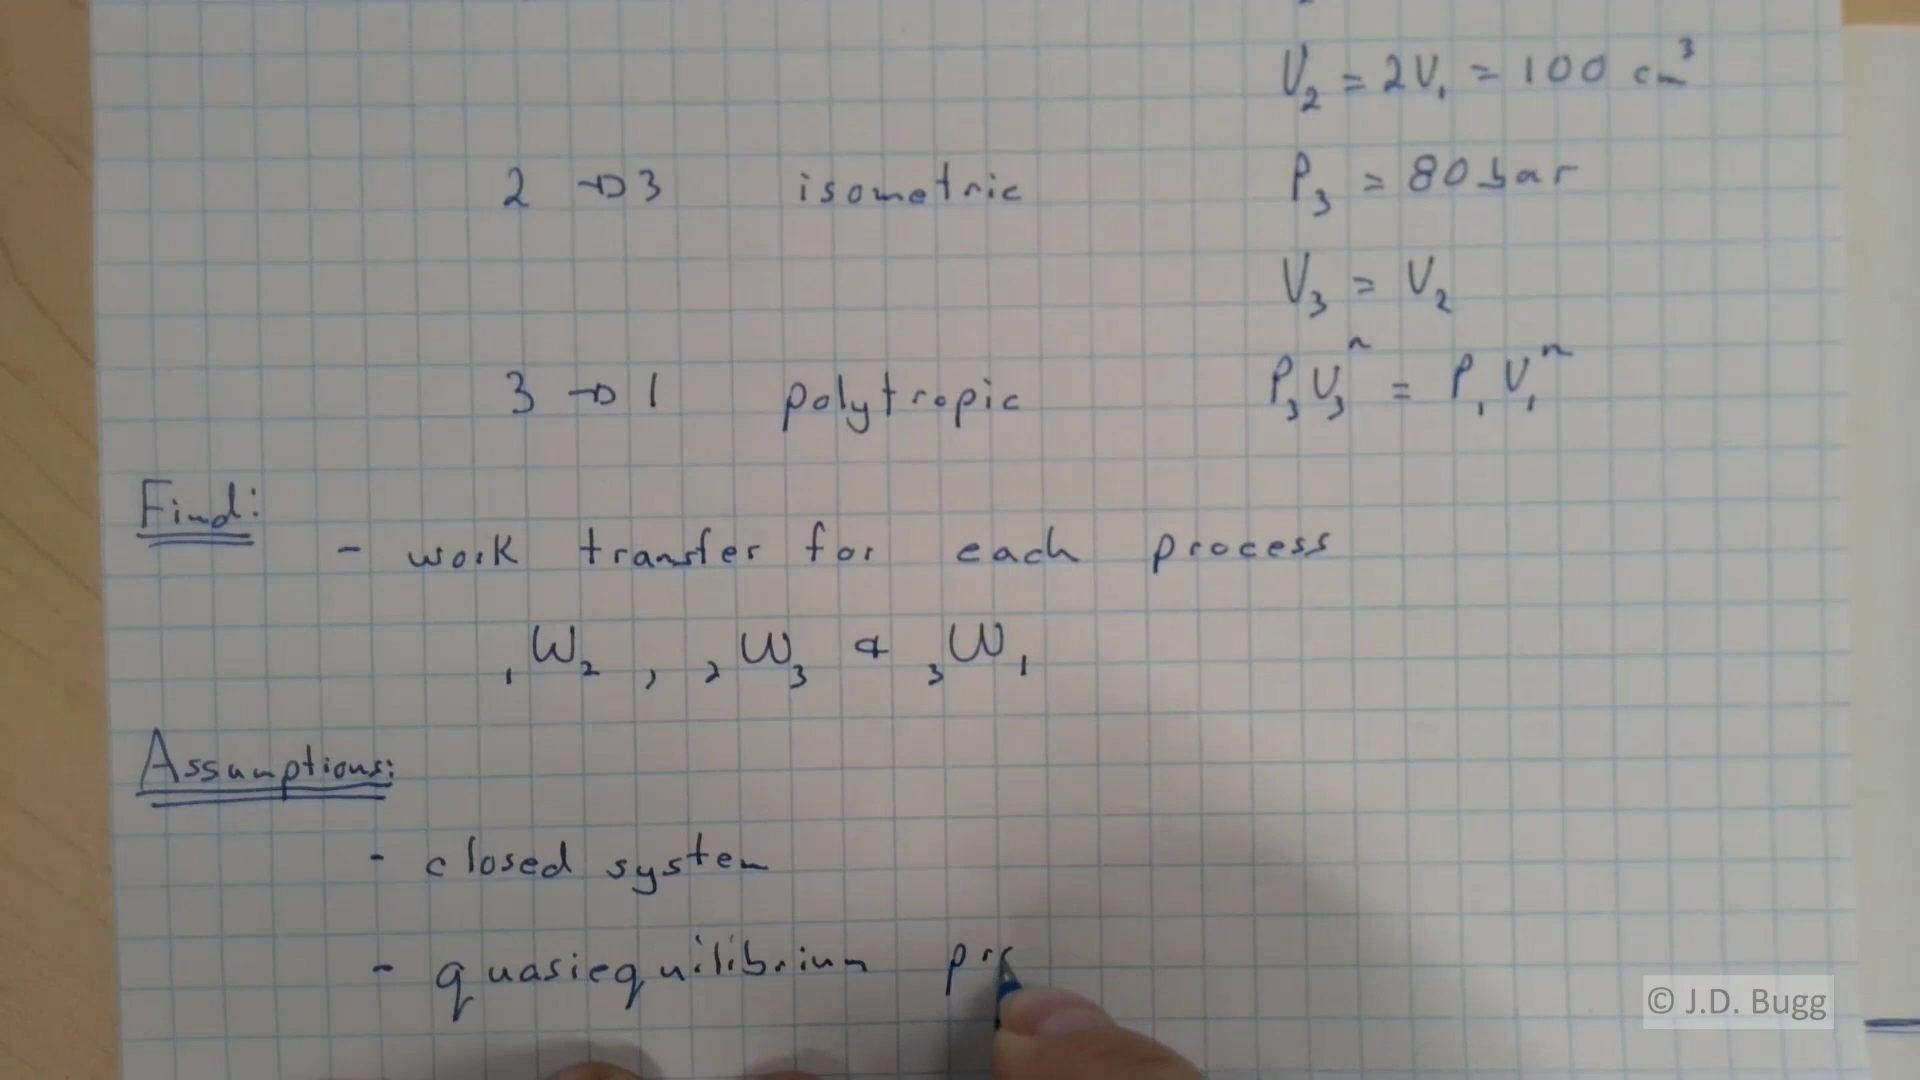 V₂ = 2V₁ = 100 cm³
2 → 3 isometric P₃ = 80 bar
V₃ = V₂
3 → 1 polytropic P₃V₃ⁿ = P₁V₁ⁿ
Find:
- work transfer for each process
₁W₂ , ₂W₃ & ₃W₁
Assumptions:
- closed system
- quasiequilibrium pro
© J.D. Bugg